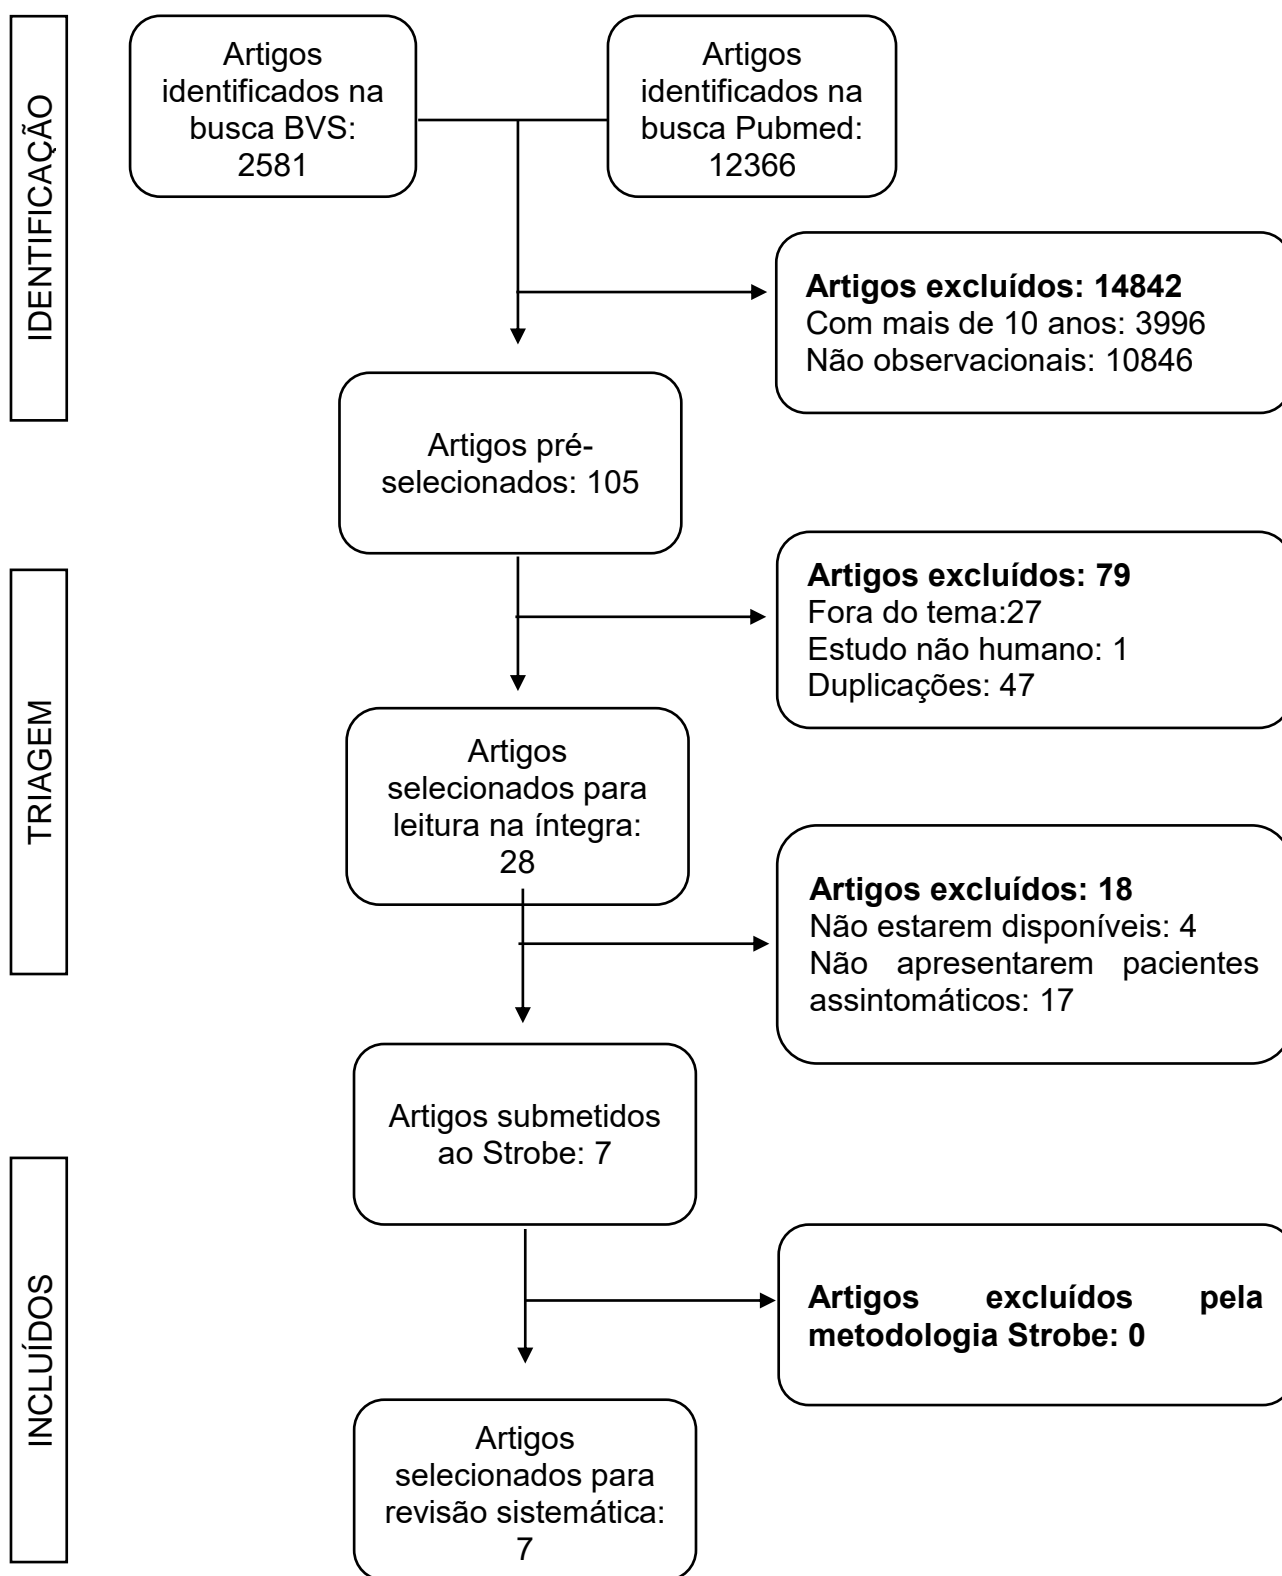 IDENTIFICAÇÃO
Artigos
identificados na
busca BVS:
2581
Artigos
identificados na
busca Pubmed:
12366
Artigos excluídos: 14842
Com mais de 10 anos: 3996
Não observacionais: 10846
Artigos pré-
selecionados: 105
TRIAGEM
Artigos excluídos: 79
Fora do tema:27
Estudo não humano: 1
Duplicações: 47
Artigos
selecionados para
leitura na íntegra:
28
Artigos excluídos: 18
Não estarem disponíveis: 4
Não apresentarem pacientes
assintomáticos: 17
Artigos submetidos
ao Strobe: 7
INCLUÍDOS
Artigos excluídos pela
metodologia Strobe: 0
Artigos
selecionados para
revisão sistemática:
7